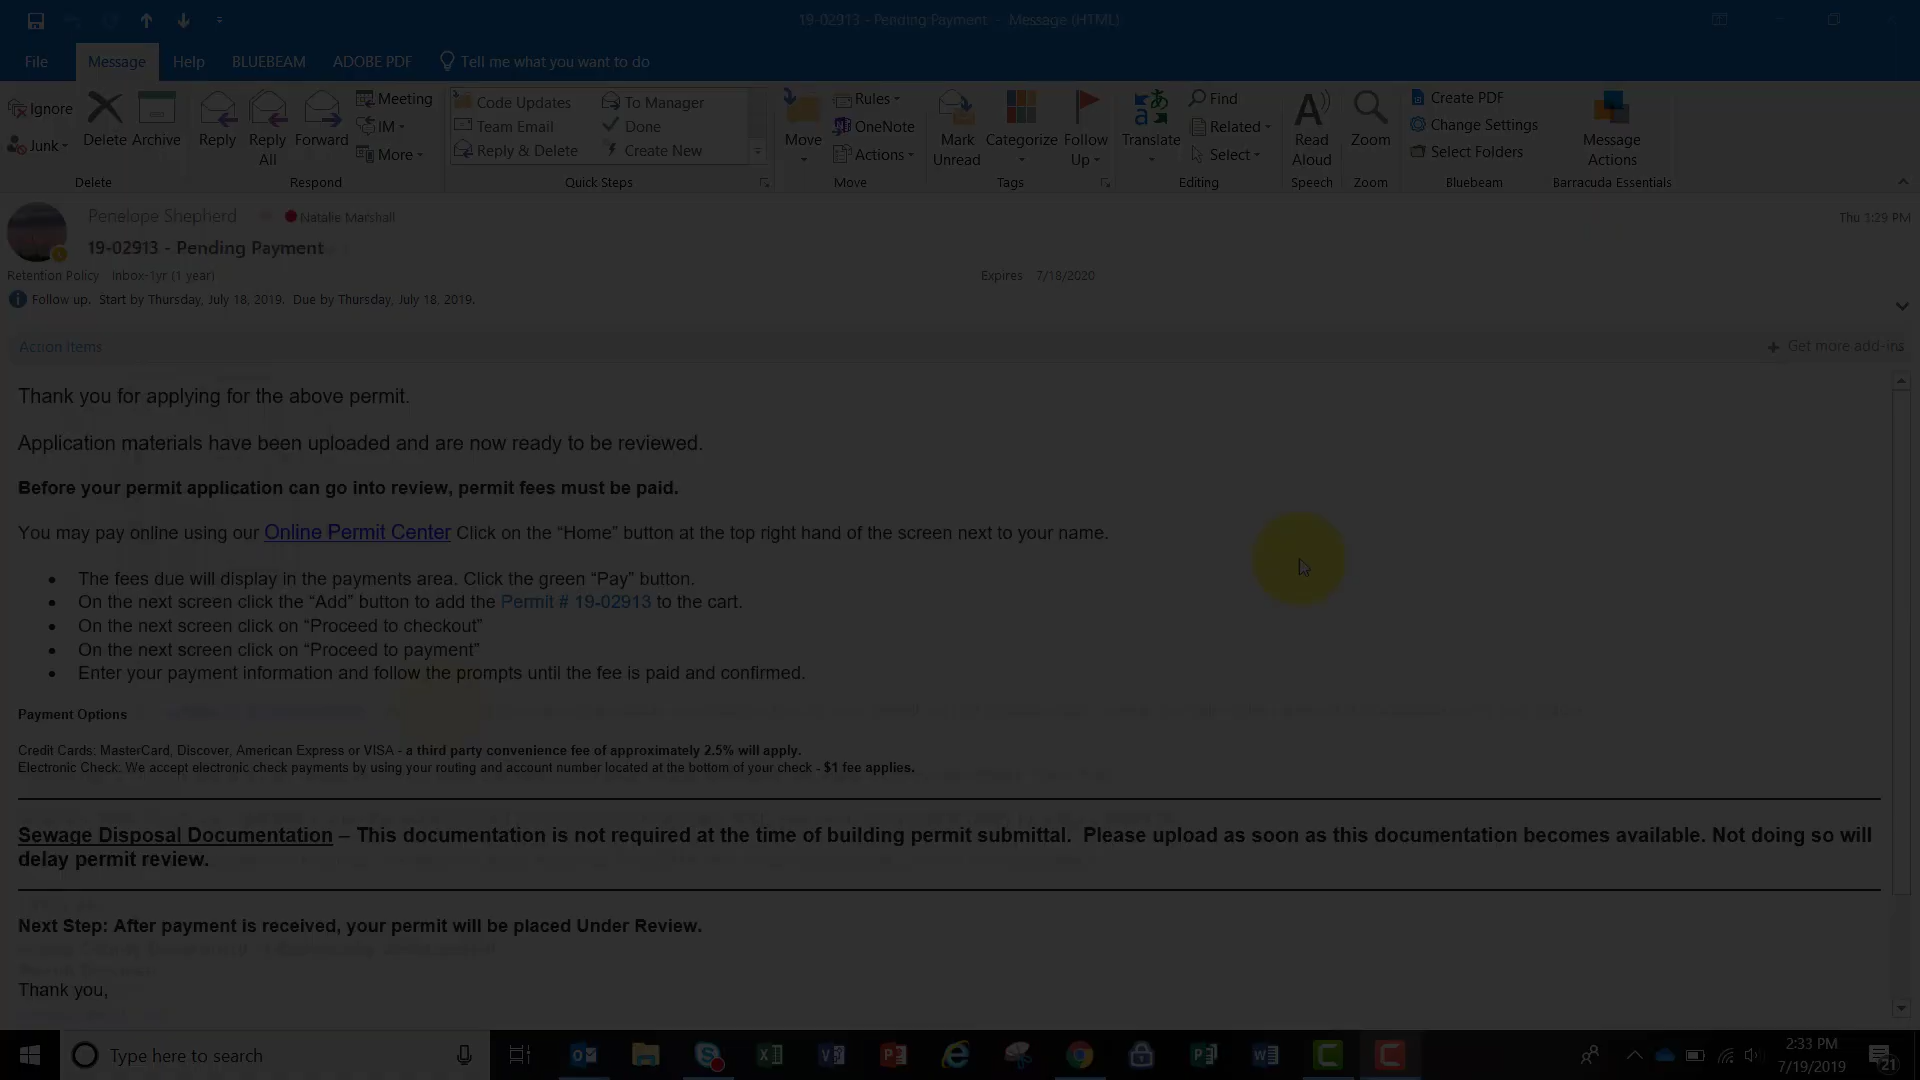 19-02913 - Pending Payment - Message (HTML)
File Message Help BLUEBEAM ADOBE PDF Tell me what you want to do
Ignore
Junk
Delete Archive
Delete
Reply Reply All Forward
Meeting
IM
More
Respond
Code Updates To Manager
Team Email Done
Reply & Delete Create New
Quick Steps
Move
Rules
OneNote
Actions
Move
Mark Unread Categorize Follow Up
Tags
Translate
Find
Related
Select
Editing
Read Aloud
Speech
Zoom
Zoom
Create PDF
Change Settings
Select Folders
Bluebeam
Message Actions
Barracuda Essentials
Penelope Shepherd Natalie Marshall Thu 1:29 PM
19-02913 - Pending Payment
Retention Policy Inbox-1yr (1 year) Expires 7/18/2020
Follow up. Start by Thursday, July 18, 2019. Due by Thursday, July 18, 2019.
Action Items + Get more add-ins
Thank you for applying for the above permit.
Application materials have been uploaded and are now ready to be reviewed.
Before your permit application can go into review, permit fees must be paid.
You may pay online using our Online Permit Center Click on the “Home” button at the top right hand of the screen next to your name.
• The fees due will display in the payments area. Click the green “Pay” button.
• On the next screen click the “Add” button to add the Permit # 19-02913 to the cart.
• On the next screen click on “Proceed to checkout”
• On the next screen click on “Proceed to payment”
• Enter your payment information and follow the prompts until the fee is paid and confirmed.
Payment Options
Credit Cards: MasterCard, Discover, American Express or VISA - a third party convenience fee of approximately 2.5% will apply.
Electronic Check: We accept electronic check payments by using your routing and account number located at the bottom of your check - $1 fee applies.
Sewage Disposal Documentation – This documentation is not required at the time of building permit submittal. Please upload as soon as this documentation becomes available. Not doing so will
delay permit review.
Next Step: After payment is received, your permit will be placed Under Review.
Thank you,
Type here to search
2:33 PM
7/19/2019
21